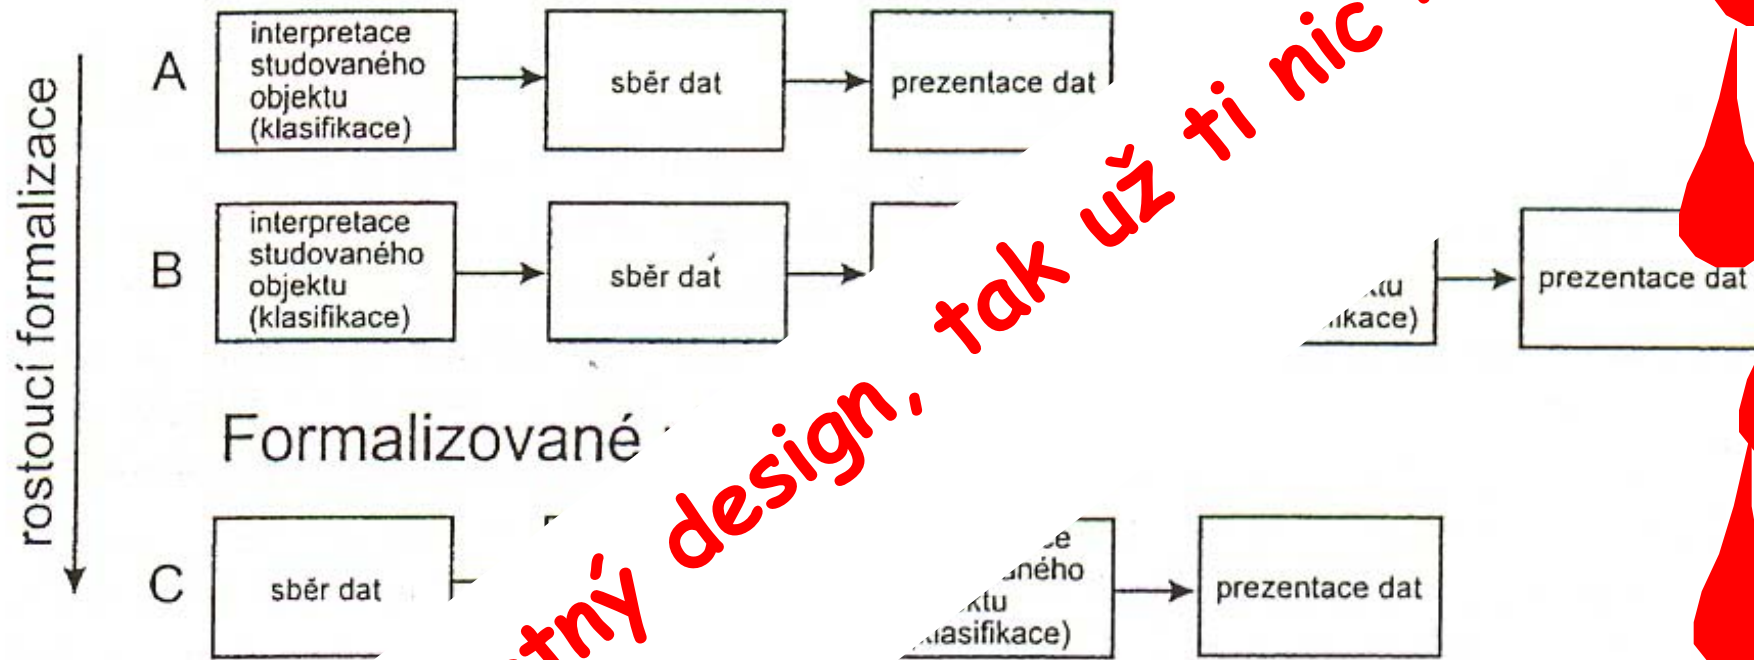 rostoucí formalizace
A
interpretace
studovaného
objektu
(klasifikace)
sběr dat
prezentace dat
B
interpretace
studovaného
objektu
(klasifikace)
sběr dat
prezentace dat
Formalizované
C
sběr dat
prezentace dat
design, tak už ti nic